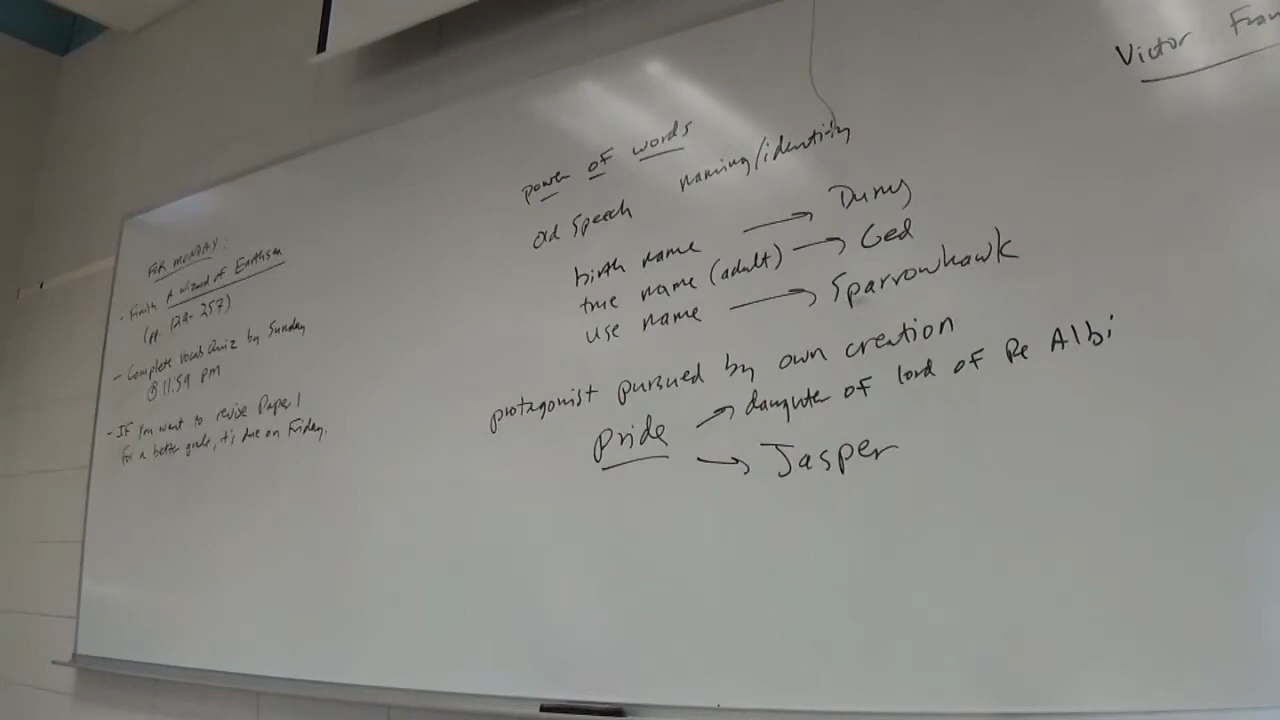 FOR MONDAY:
- Finish A Wizard of Earthsea
(pp. 129-257)
- Complete Vocab Quiz by Sunday
@ 11:59 PM
- If you want to revise Paper 1
for a better grade, it's due on Friday.
power of words
old speech naming/identity
birth name → Duny
true name (adult) → Ged
use name → Sparrowhawk
protagonist pursued by own creation
Pride → daughter of lord of Re Albi
→ Jasper
Victor Fran